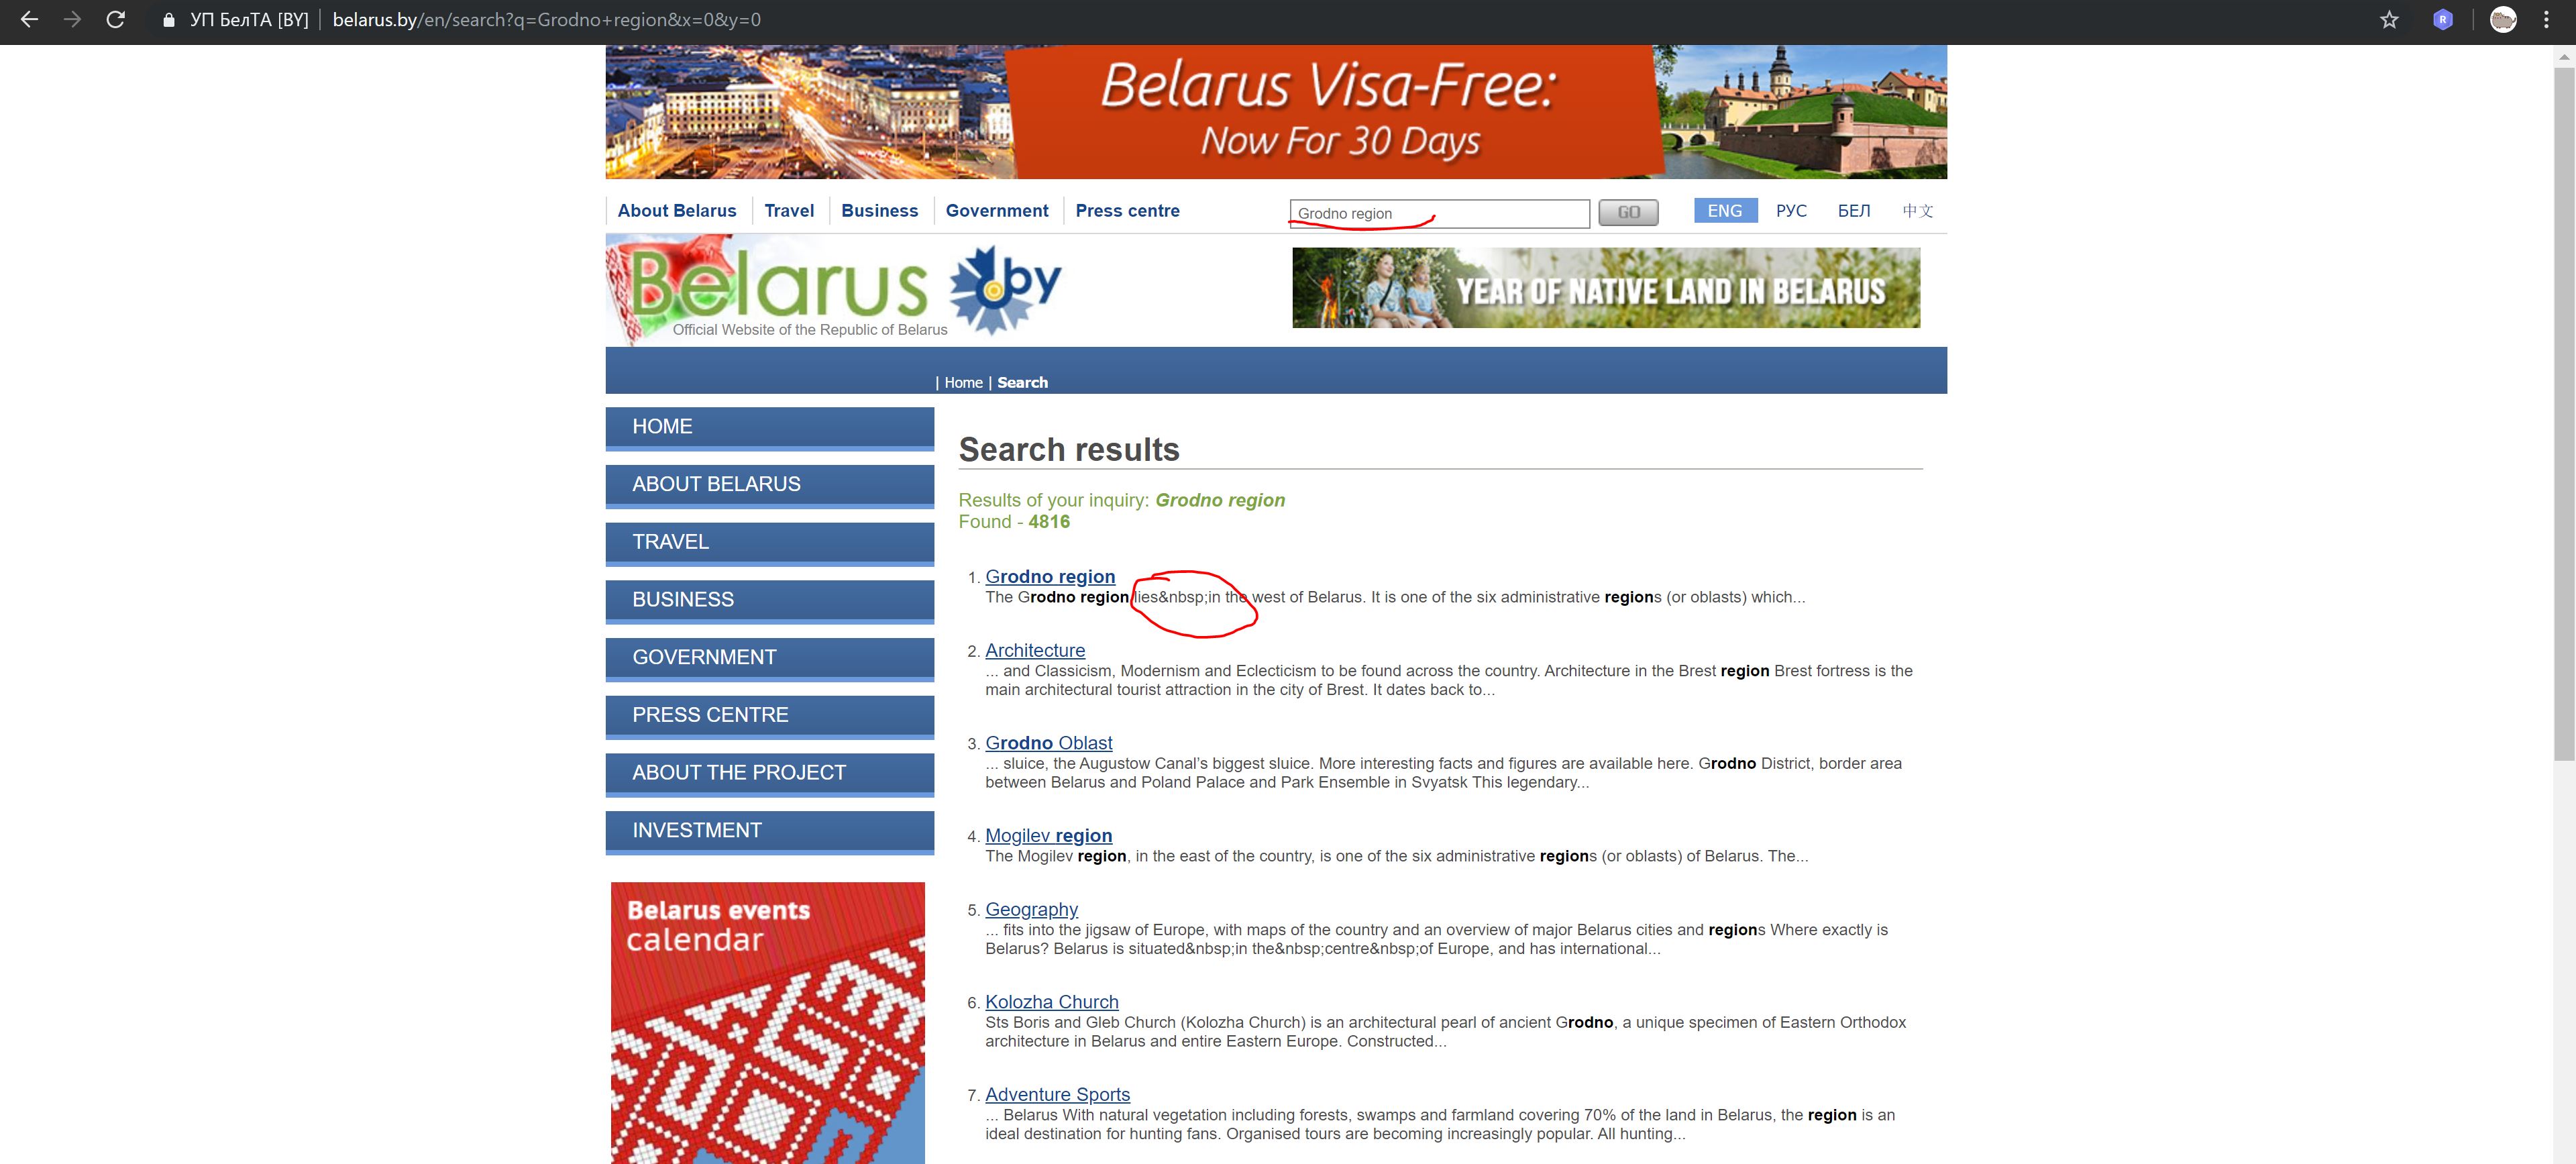 УП БелТА [BY] | belarus.by/en/search?q=Grodno+region&x=0&y=0
R
Belarus Visa-Free:
Now For 30 Days
About Belarus
Travel
Business
Government
Press centre
Grodno region
GO
ENG
РУС
БЕЛ
中文
Belarus .by
Official Website of the Republic of Belarus
YEAR OF NATIVE LAND IN BELARUS
| Home | Search
HOME
ABOUT BELARUS
TRAVEL
BUSINESS
GOVERNMENT
PRESS CENTRE
ABOUT THE PROJECT
INVESTMENT
Belarus events
calendar
Search results
Results of your inquiry: Grodno region
Found - 4816
1. Grodno region
The Grodno region lies&nbsp;in the west of Belarus. It is one of the six administrative regions (or oblasts) which...
2. Architecture
... and Classicism, Modernism and Eclecticism to be found across the country. Architecture in the Brest region Brest fortress is the
main architectural tourist attraction in the city of Brest. It dates back to...
3. Grodno Oblast
... sluice, the Augustow Canal’s biggest sluice. More interesting facts and figures are available here. Grodno District, border area
between Belarus and Poland Palace and Park Ensemble in Svyatsk This legendary...
4. Mogilev region
The Mogilev region, in the east of the country, is one of the six administrative regions (or oblasts) of Belarus. The...
5. Geography
... fits into the jigsaw of Europe, with maps of the country and an overview of major Belarus cities and regions Where exactly is
Belarus? Belarus is situated&nbsp;in the&nbsp;centre&nbsp;of Europe, and has international...
6. Kolozha Church
Sts Boris and Gleb Church (Kolozha Church) is an architectural pearl of ancient Grodno, a unique specimen of Eastern Orthodox
architecture in Belarus and entire Eastern Europe. Constructed...
7. Adventure Sports
... Belarus With natural vegetation including forests, swamps and farmland covering 70% of the land in Belarus, the region is an
ideal destination for hunting fans. Organised tours are becoming increasingly popular. All hunting...